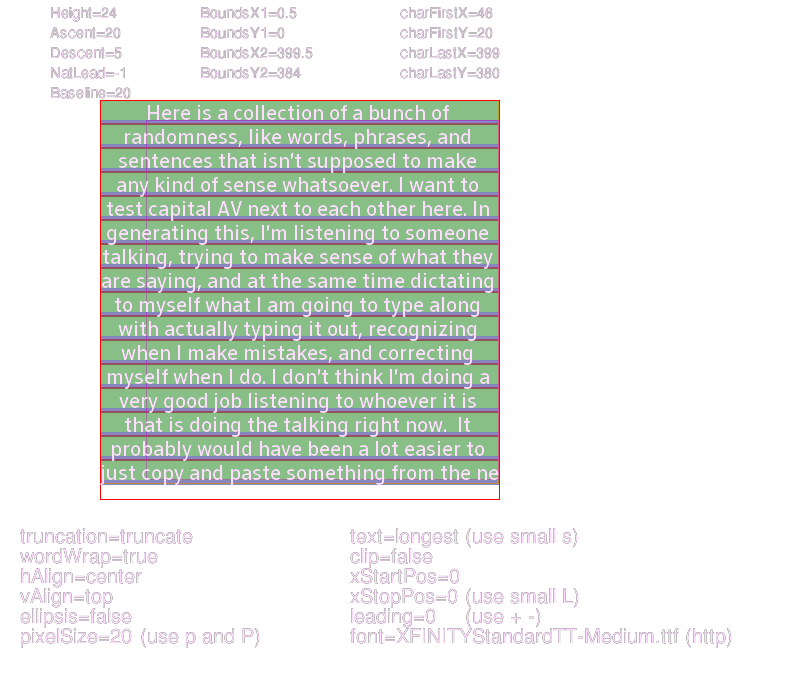 Height=24 BoundsX1=0.5 charFirstX=46
Ascent=20 BoundsY1=0 charFirstY=20
Descent=5 BoundsX2=399.5 charLastX=399
NatLead=-1 BoundsY2=384 charLastY=380
Baseline=20
Here is a collection of a bunch of
randomness, like words, phrases, and
sentences that isn't supposed to make
any kind of sense whatsoever. I want to
test capital AV next to each other here. In
generating this, I'm listening to someone
talking, trying to make sense of what they
are saying, and at the same time dictating
to myself what I am going to type along
with actually typing it out, recognizing
when I make mistakes, and correcting
myself when I do. I don't think I'm doing a
very good job listening to whoever it is
that is doing the talking right now.  It
probably would have been a lot easier to
just copy and paste something from the ne
truncation=truncate text=longest (use small s)
wordWrap=true clip=false
hAlign=center xStartPos=0
vAlign=top xStopPos=0 (use small L)
ellipsis=false leading=0 (use + -)
pixelSize=20 (use p and P) font=XFINITYStandardTT-Medium.ttf (http)